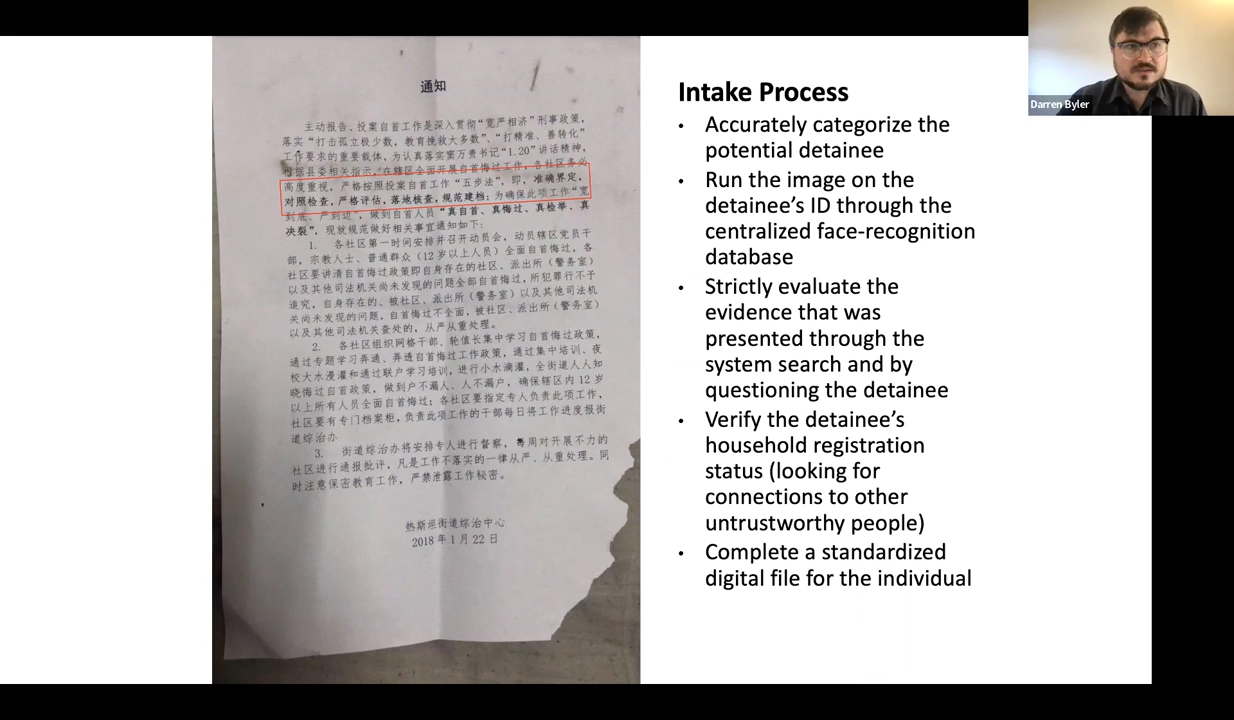 通知
主动报告、投案自首工作是深入贯彻“宽严相济”刑事政策,
落实“打击孤立极少数,教育挽救大多数”、“打精准、善转化”
工作要求的重要载体,为认真落实窦万贵书记“1.20”讲话精神,
根据县委相关指示,在辖区全面开展自首悔过工作,各社区务必
高度重视,严格按照投案自首工作“五步法”,即,准确界定,
对照检查,严格评估,落地核查,规范建档;为确保此项工作“宽
到底、严到边”,做到自首人员“真自首、真悔过、真检举、真
决裂”,现就规范做好相关事宜通知如下:
1. 各社区第一时间安排并召开动员会,动员辖区党员干
部,宗教人士、普通群众(12岁以上人员)全面自首悔过,各
社区要讲清自首悔过政策即自身存在的社区、派出所(警务室)
以及其他司法机关尚未发现的问题全部自首悔过,所犯罪行不予
追究,自身存在的、被社区、派出所(警务室)以及其他司法机
关尚未发现的问题,自首悔过不全面,被社区、派出所(警务室)
以及其他司法机关查处的,从严从重处理。
2. 各社区组织网格干部、轮值长集中学习自首悔过政策,
通过专题学习弄通、弄透自首悔过工作政策,通过集中培训、夜
校大水漫灌和通过联户学习培训,进行小水滴灌,全街道人人知
晓悔过自首政策,做到户不漏人、人不漏户,确保辖区内12岁
以上所有人员全面自首悔过;各社区要指定专人负责此项工作,
社区要有专门档案柜,负责此项工作的干部每日将工作进度报街
道综治办
3. 街道综治办将安排专人进行督察,每周对开展不力的
社区进行通报批评,凡是工作不落实的一律从严、从重处理。同
时注意保密教育工作,严禁泄露工作秘密。
热斯坦街道综治中心
2018年1月22日
Intake Process
• Accurately categorize the
potential detainee
• Run the image on the
detainee’s ID through the
centralized face-recognition
database
• Strictly evaluate the
evidence that was
presented through the
system search and by
questioning the detainee
• Verify the detainee’s
household registration
status (looking for
connections to other
untrustworthy people)
• Complete a standardized
digital file for the individual
Darren Byler